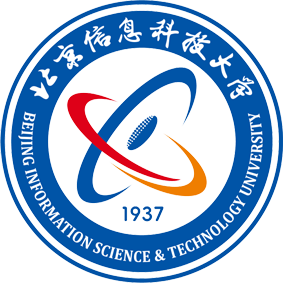 北京信息科技大学
1937
BEIJING INFORMATION SCIENCE & TECHNOLOGY UNIVERSITY